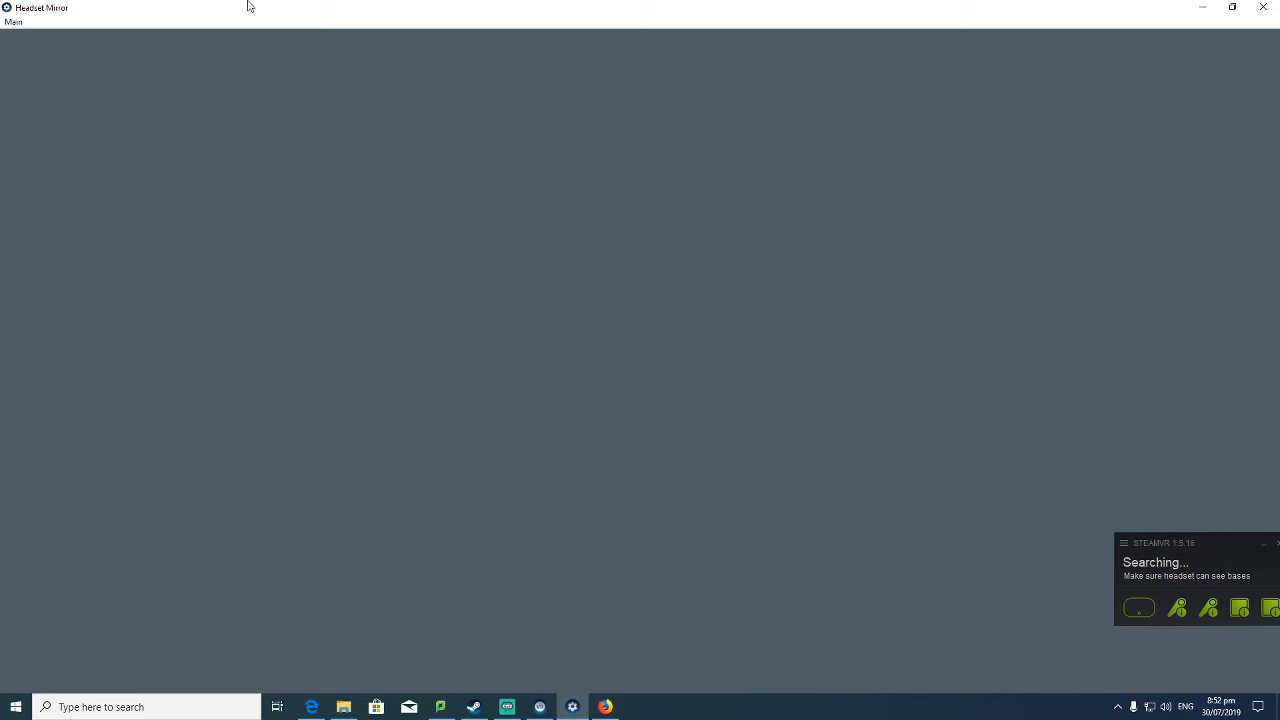 Headset Mirror
Main
STEAMVR 1.5.16
Searching...
Make sure headset can see bases
Type here to search
ENG
8:52 pm
30/07/2019